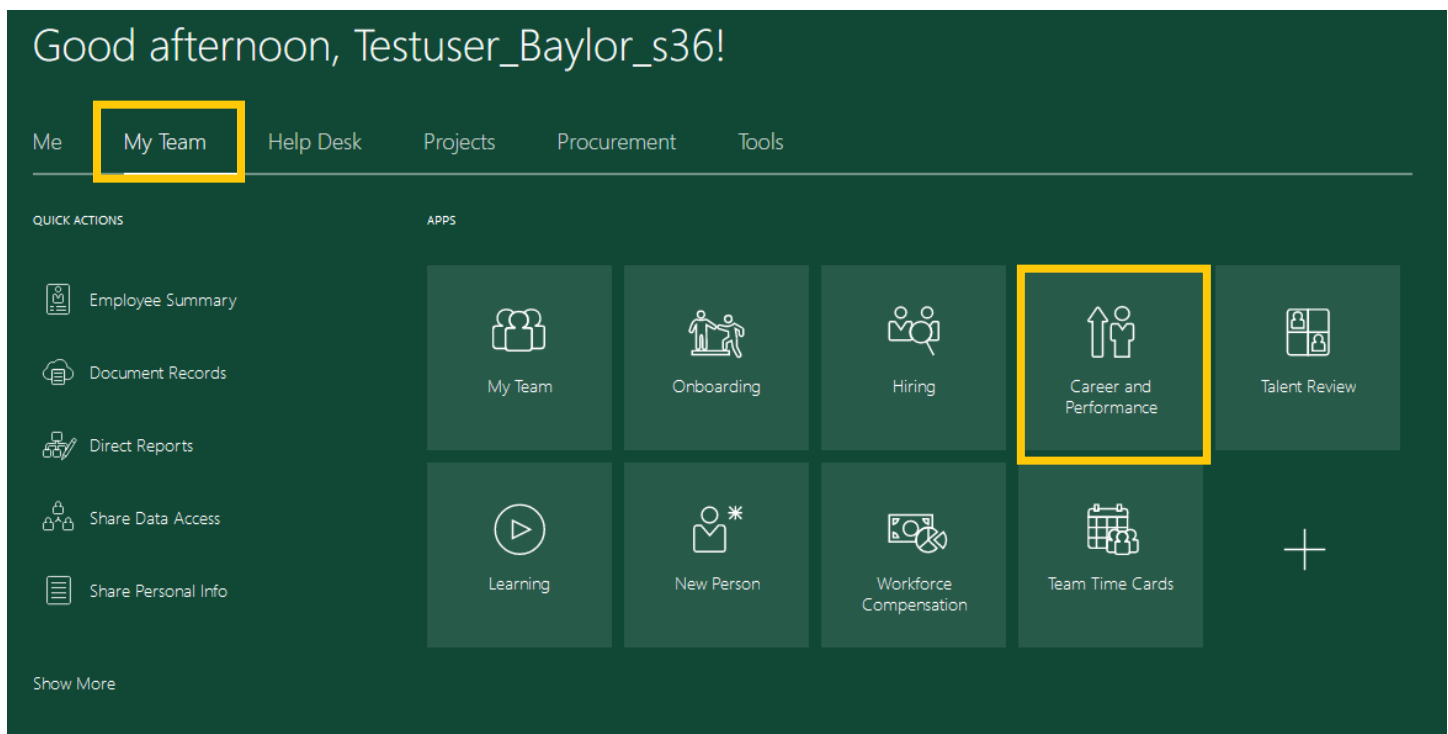 Good afternoon, Testuser_Baylor_s36!
Me My Team Help Desk Projects Procurement Tools
QUICK ACTIONS
Employee Summary
Document Records
Direct Reports
Share Data Access
Share Personal Info
Show More
APPS
My Team
Onboarding
Hiring
Career and
Performance
Talent Review
Learning
New Person
Workforce
Compensation
Team Time Cards